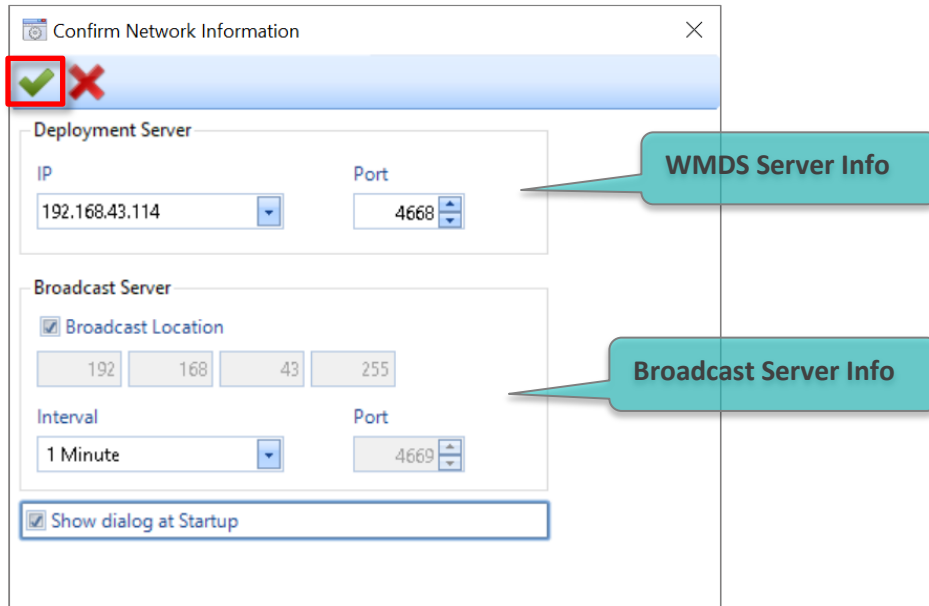 Confirm Network Information
Deployment Server
IP Port
192.168.43.114 4668
WMDS Server Info
Broadcast Server
Broadcast Location
192 168 43 255
Broadcast Server Info
Interval Port
1 Minute 4669
Show dialog at Startup